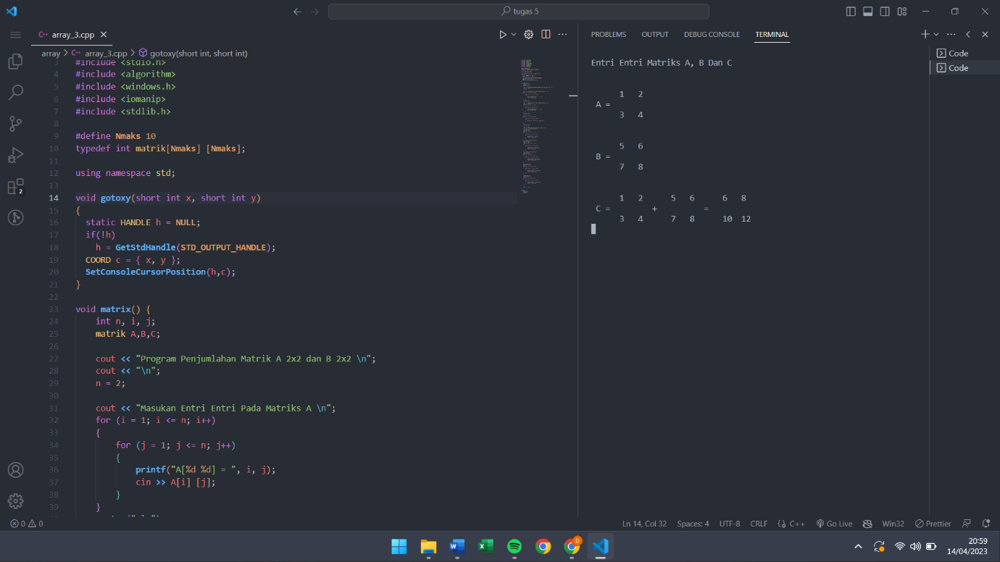 tugas 5
array_3.cpp
array > array_3.cpp > gotoxy(short int, short int)
3 #include <stdio.h>
4 #include <algorithm>
5 #include <windows.h>
6 #include <iomanip>
7 #include <stdlib.h>
8
9 #define Nmaks 10
10 typedef int matrik[Nmaks] [Nmaks];
11
12 using namespace std;
13
14 void gotoxy(short int x, short int y)
15 {
16 static HANDLE h = NULL;
17 if(!h)
18 h = GetStdHandle(STD_OUTPUT_HANDLE);
19 COORD c = { x, y };
20 SetConsoleCursorPosition(h,c);
21 }
22
23 void matrix() {
24 int n, i, j;
25 matrik A,B,C;
26
27 cout << "Program Penjumlahan Matrik A 2x2 dan B 2x2 \n";
28 cout << "\n";
29 n = 2;
30
31 cout << "Masukan Entri Entri Pada Matriks A \n";
32 for (i = 1; i <= n; i++)
33 {
34 for (j = 1; j <= n; j++)
35 {
36 printf("A[%d %d] = ", i, j);
37 cin >> A[i] [j];
38 }
39 }
PROBLEMS OUTPUT DEBUG CONSOLE TERMINAL
Entri Entri Matriks A, B Dan C
1 2
A =
3 4
5 6
B =
7 8
1 2 5 6 6 8
C = + =
3 4 7 8 10 12
Code
Code
2
0 0
Ln 14, Col 32 Spaces: 4 UTF-8 CRLF {} C++ Go Live Win32 Prettier
D
20:59
14/04/2023